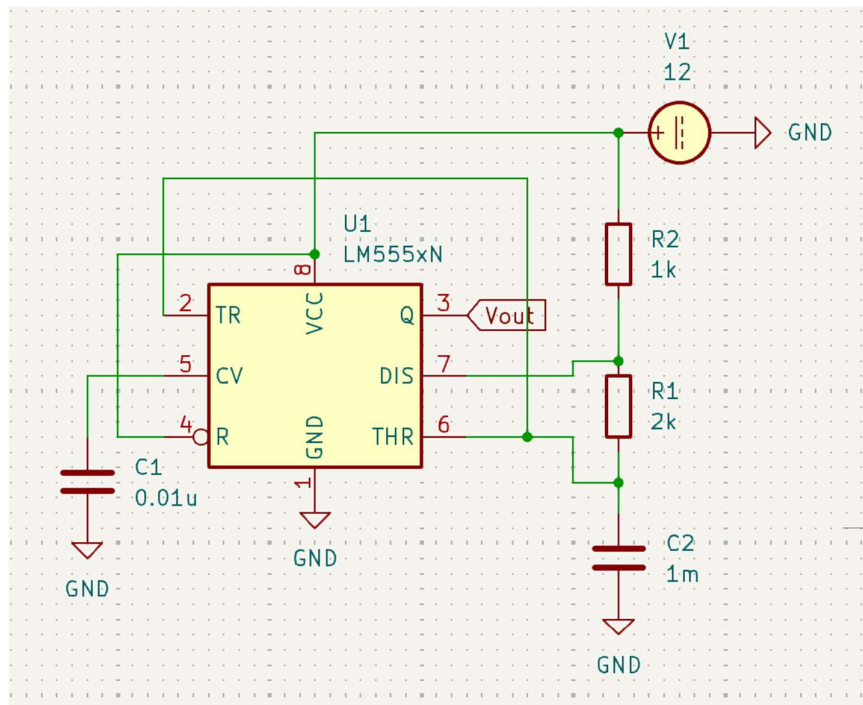 V1
12
GND
U1
LM555xN
8
R2
1k
2
TR
VCC
Q
3
Vout
5
CV
DIS
7
R1
2k
4
R
GND
THR
6
C1
0.01u
1
GND
C2
1m
GND
GND